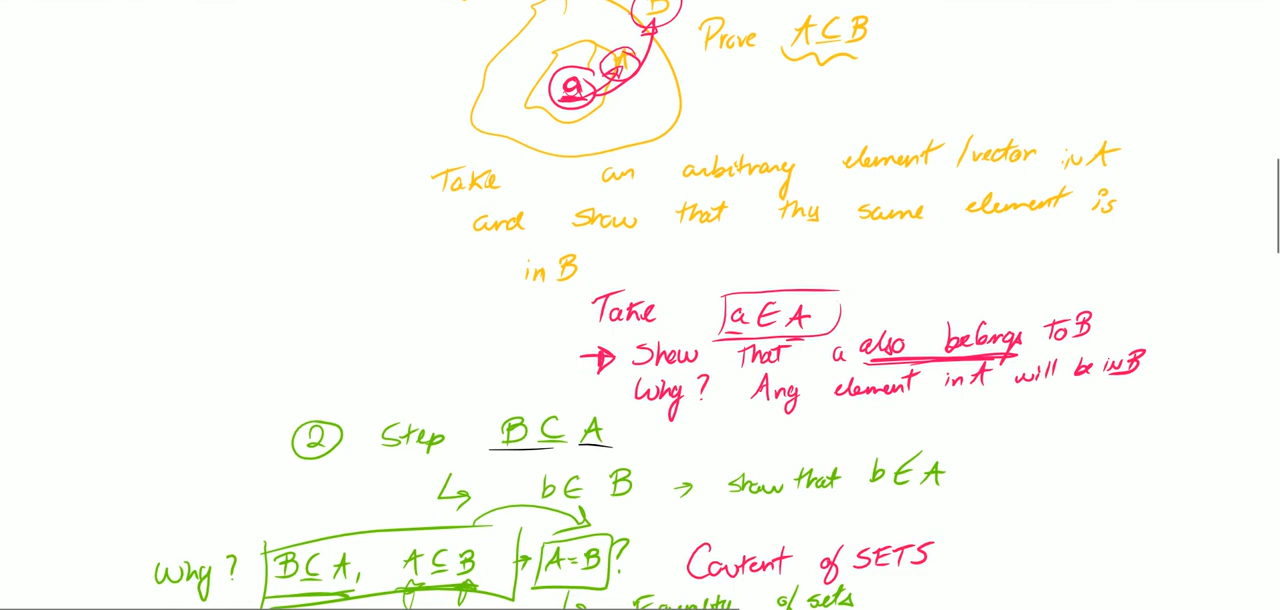 B
Prove A ⊆ B
A
a
Take an arbitrary element/vector in A
and show that thy same element is
in B
Take a ∈ A
→ Show That a also belongs To B
Why? Any element in A will be in B
② Step B ⊆ A
↳ b ∈ B → show that b ∈ A
Why? B ⊆ A, A ⊆ B → A = B ? Content of SETS
Equality of sets